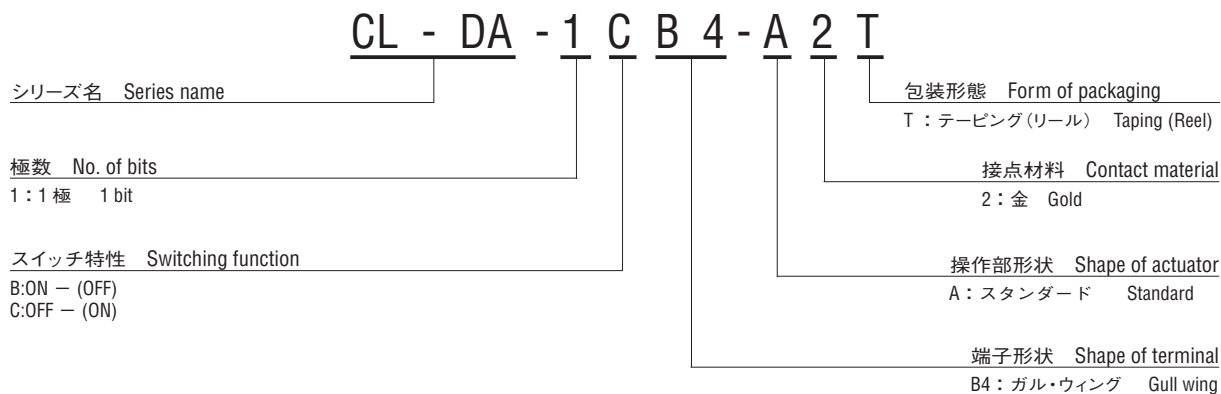 CL - DA - 1 C B 4 - A 2 T
シリーズ名 Series name
極数 No. of bits
1：1 極 1 bit
スイッチ特性 Switching function
B:ON － (OFF)
C:OFF － (ON)
包装形態 Form of packaging
T ：テーピング（リール） Taping (Reel)
接点材料 Contact material
2：金 Gold
操作部形状 Shape of actuator
A：スタンダード Standard
端子形状 Shape of terminal
B4：ガル・ウィング Gull wing